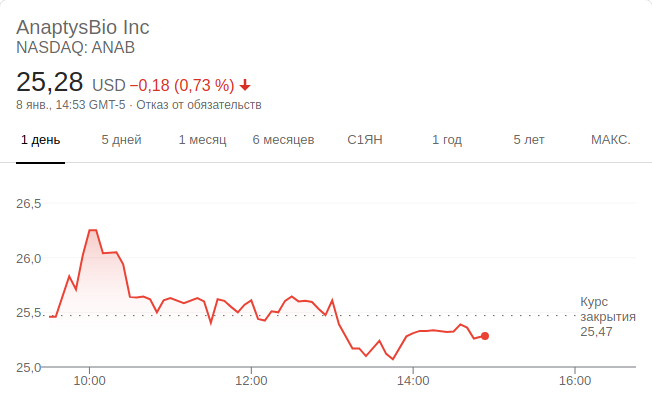 AnaptysBio Inc
NASDAQ: ANAB
25,28 USD −0,18 (0,73 %)
8 янв., 14:53 GMT-5 · Отказ от обязательств
1 день 5 дней 1 месяц 6 месяцев С1ЯН 1 год 5 лет МАКС.
26,5
26,0
25,5
25,0
Курс
закрытия
25,47
10:00 12:00 14:00 16:00